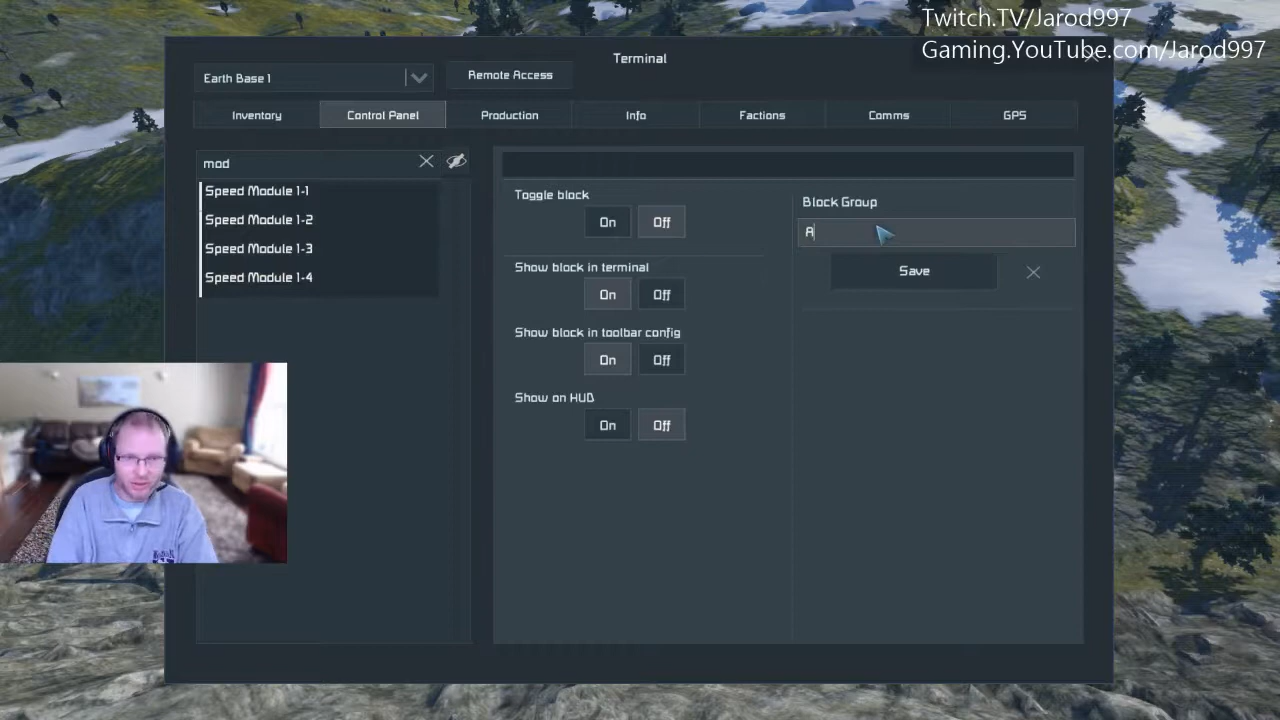 Twitch.TV/Jarod997
Gaming.YouTube.com/Jarod997
Terminal
Earth Base 1
Remote Access
Inventory
Control Panel
Production
Info
Factions
Comms
GPS
mod
Speed Module 1-1
Speed Module 1-2
Speed Module 1-3
Speed Module 1-4
Toggle block
On Off
Show block in terminal
On Off
Show block in toolbar config
On Off
Show on HUD
On Off
Block Group
A
Save